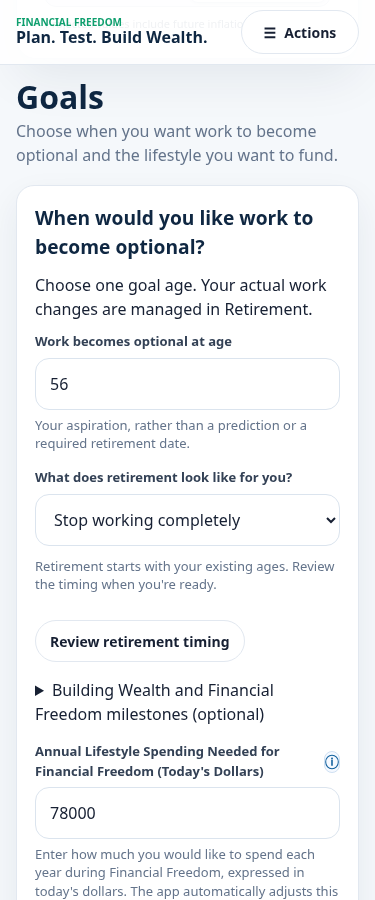 FINANCIAL FREEDOM
Plan. Test. Build Wealth.
☰ Actions
Goals
Choose when you want work to become
optional and the lifestyle you want to fund.
When would you like work to
become optional?
Choose one goal age. Your actual work
changes are managed in Retirement.
Work becomes optional at age
56
Your aspiration, rather than a prediction or a
required retirement date.
What does retirement look like for you?
Stop working completely
Retirement starts with your existing ages. Review
the timing when you're ready.
Review retirement timing
▶ Building Wealth and Financial
Freedom milestones (optional)
Annual Lifestyle Spending Needed for
Financial Freedom (Today's Dollars)
78000
Enter how much you would like to spend each
year during Financial Freedom, expressed in
today's dollars. The app automatically adjusts this